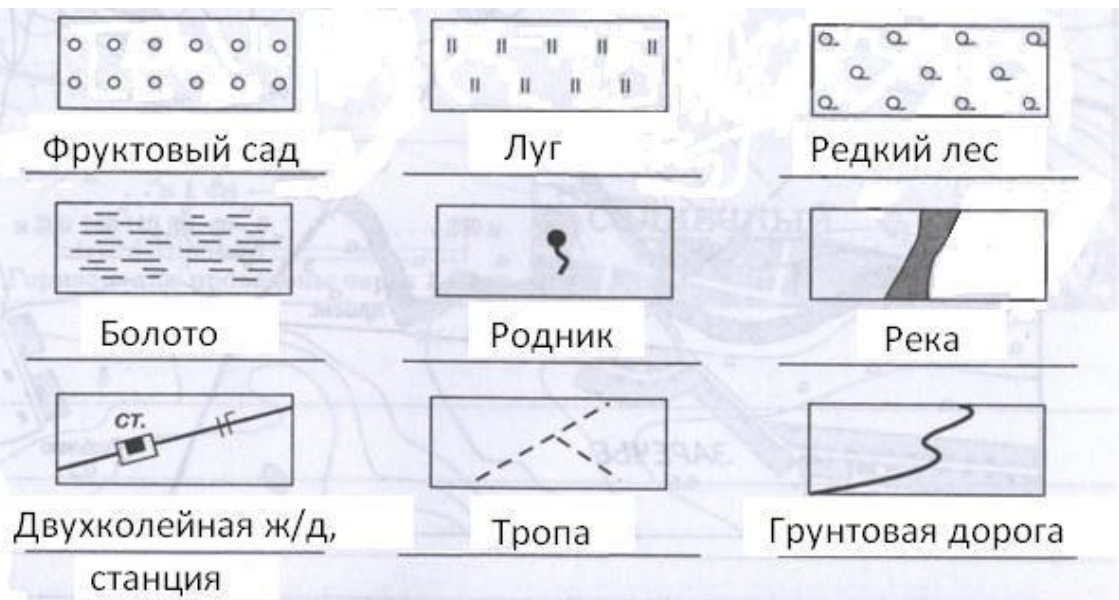 Фруктовый сад
Луг
Редкий лес
Болото
Родник
Река
ст.
Двухколейная ж/д,
станция
Тропа
Грунтовая дорога